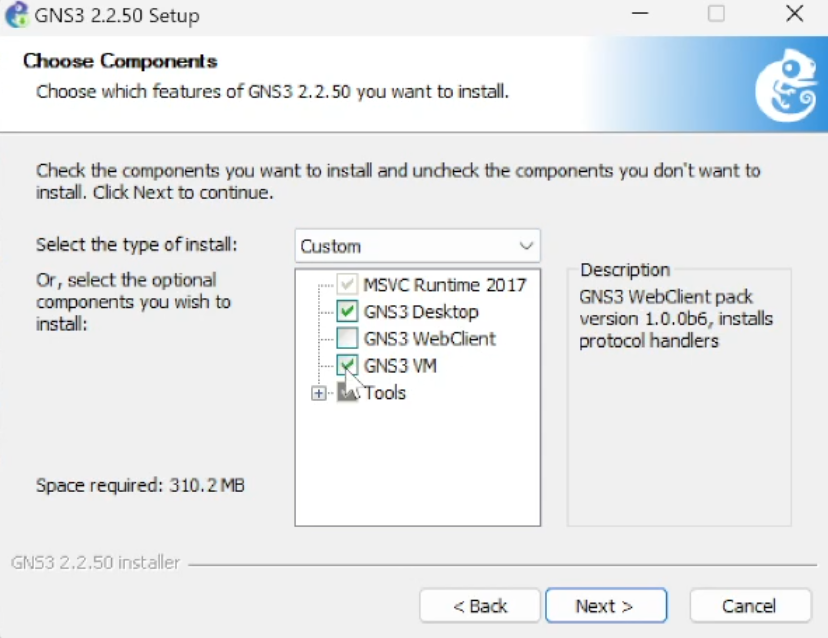 GNS3 2.2.50 Setup
Choose Components
Choose which features of GNS3 2.2.50 you want to install.
Check the components you want to install and uncheck the components you don't want to
install. Click Next to continue.
Select the type of install:
Custom
Or, select the optional
components you wish to
install:
MSVC Runtime 2017
GNS3 Desktop
GNS3 WebClient
GNS3 VM
Tools
Description
GNS3 WebClient pack
version 1.0.0b6, installs
protocol handlers
Space required: 310.2 MB
GNS3 2.2.50 installer
< Back
Next >
Cancel